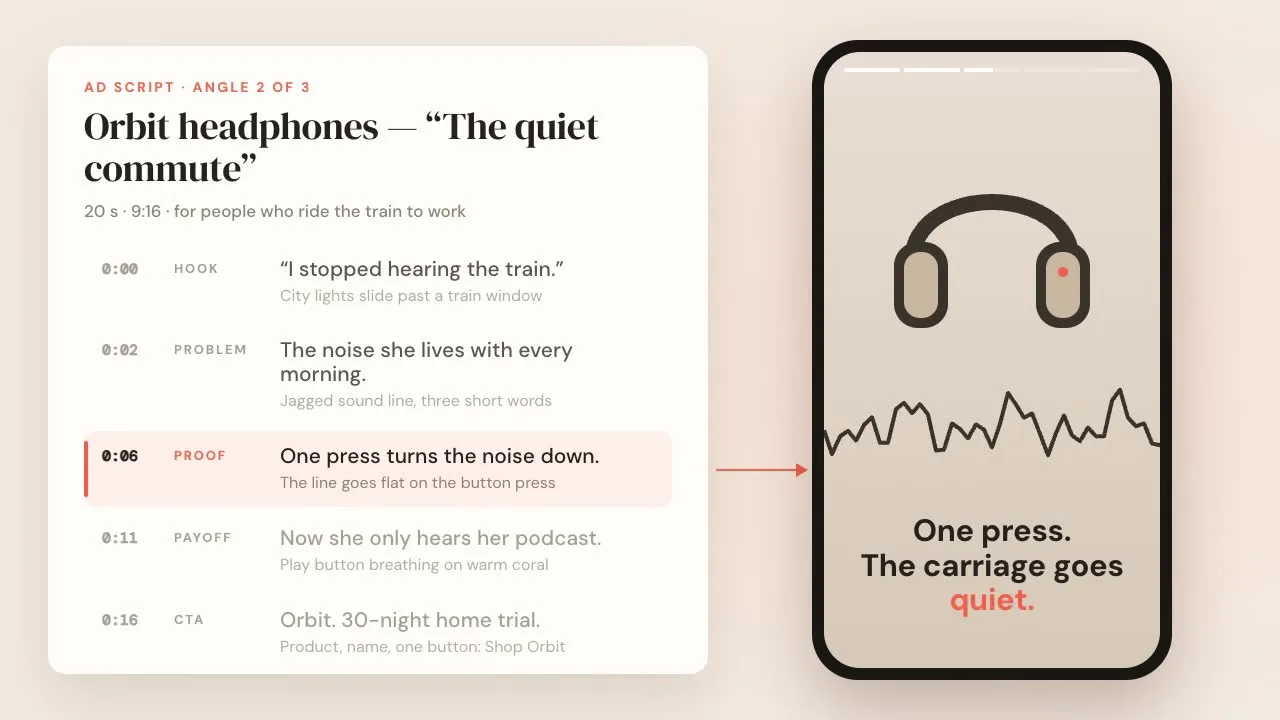 AD SCRIPT · ANGLE 2 OF 3
Orbit headphones — “The quiet
commute”
20 s · 9:16 · for people who ride the train to work
0:00 HOOK “I stopped hearing the train.”
City lights slide past a train window
0:02 PROBLEM The noise she lives with every
morning.
Jagged sound line, three short words
0:06 PROOF One press turns the noise down.
The line goes flat on the button press
0:11 PAYOFF Now she only hears her podcast.
Play button breathing on warm coral
0:16 CTA Orbit. 30-night home trial.
Product, name, one button: Shop Orbit
One press.
The carriage goes
quiet.